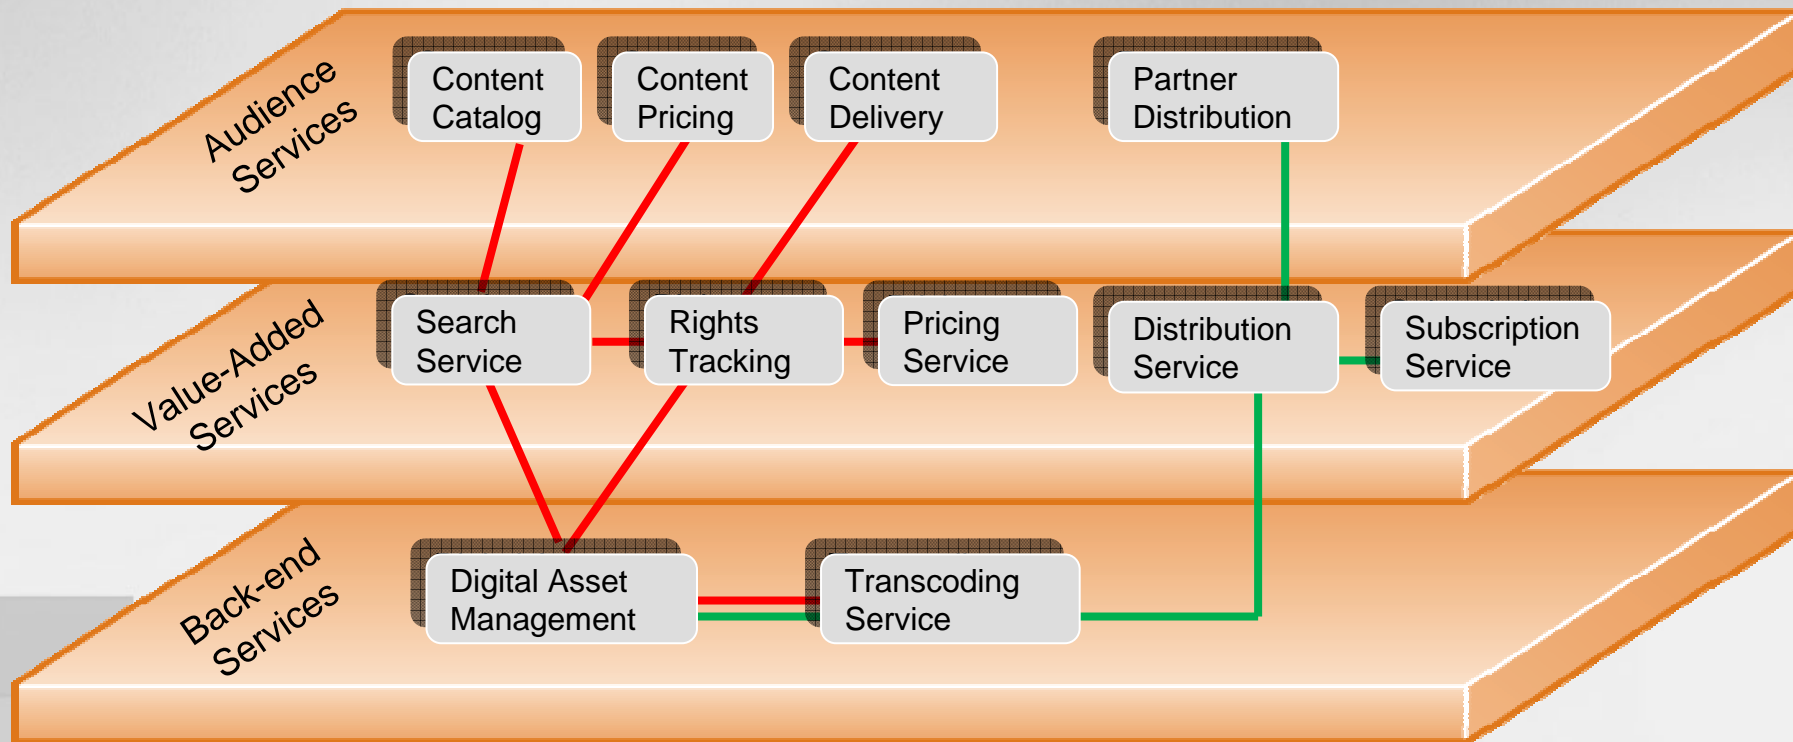 Audience
Services
Content
Catalog
Content
Pricing
Content
Delivery
Partner
Distribution
Value-Added
Services
Search
Service
Rights
Tracking
Pricing
Service
Distribution
Service
Subscription
Service
Back-end
Services
Digital Asset
Management
Transcoding
Service